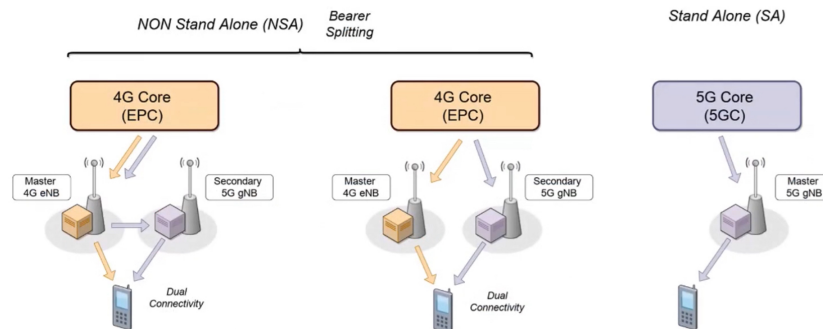 NON Stand Alone (NSA)
Bearer
Splitting
Stand Alone (SA)
4G Core
(EPC)
4G Core
(EPC)
5G Core
(5GC)
Master
4G eNB
Secondary
5G gNB
Master
4G eNB
Secondary
5G gNB
Master
5G gNB
Dual
Connectivity
Dual
Connectivity